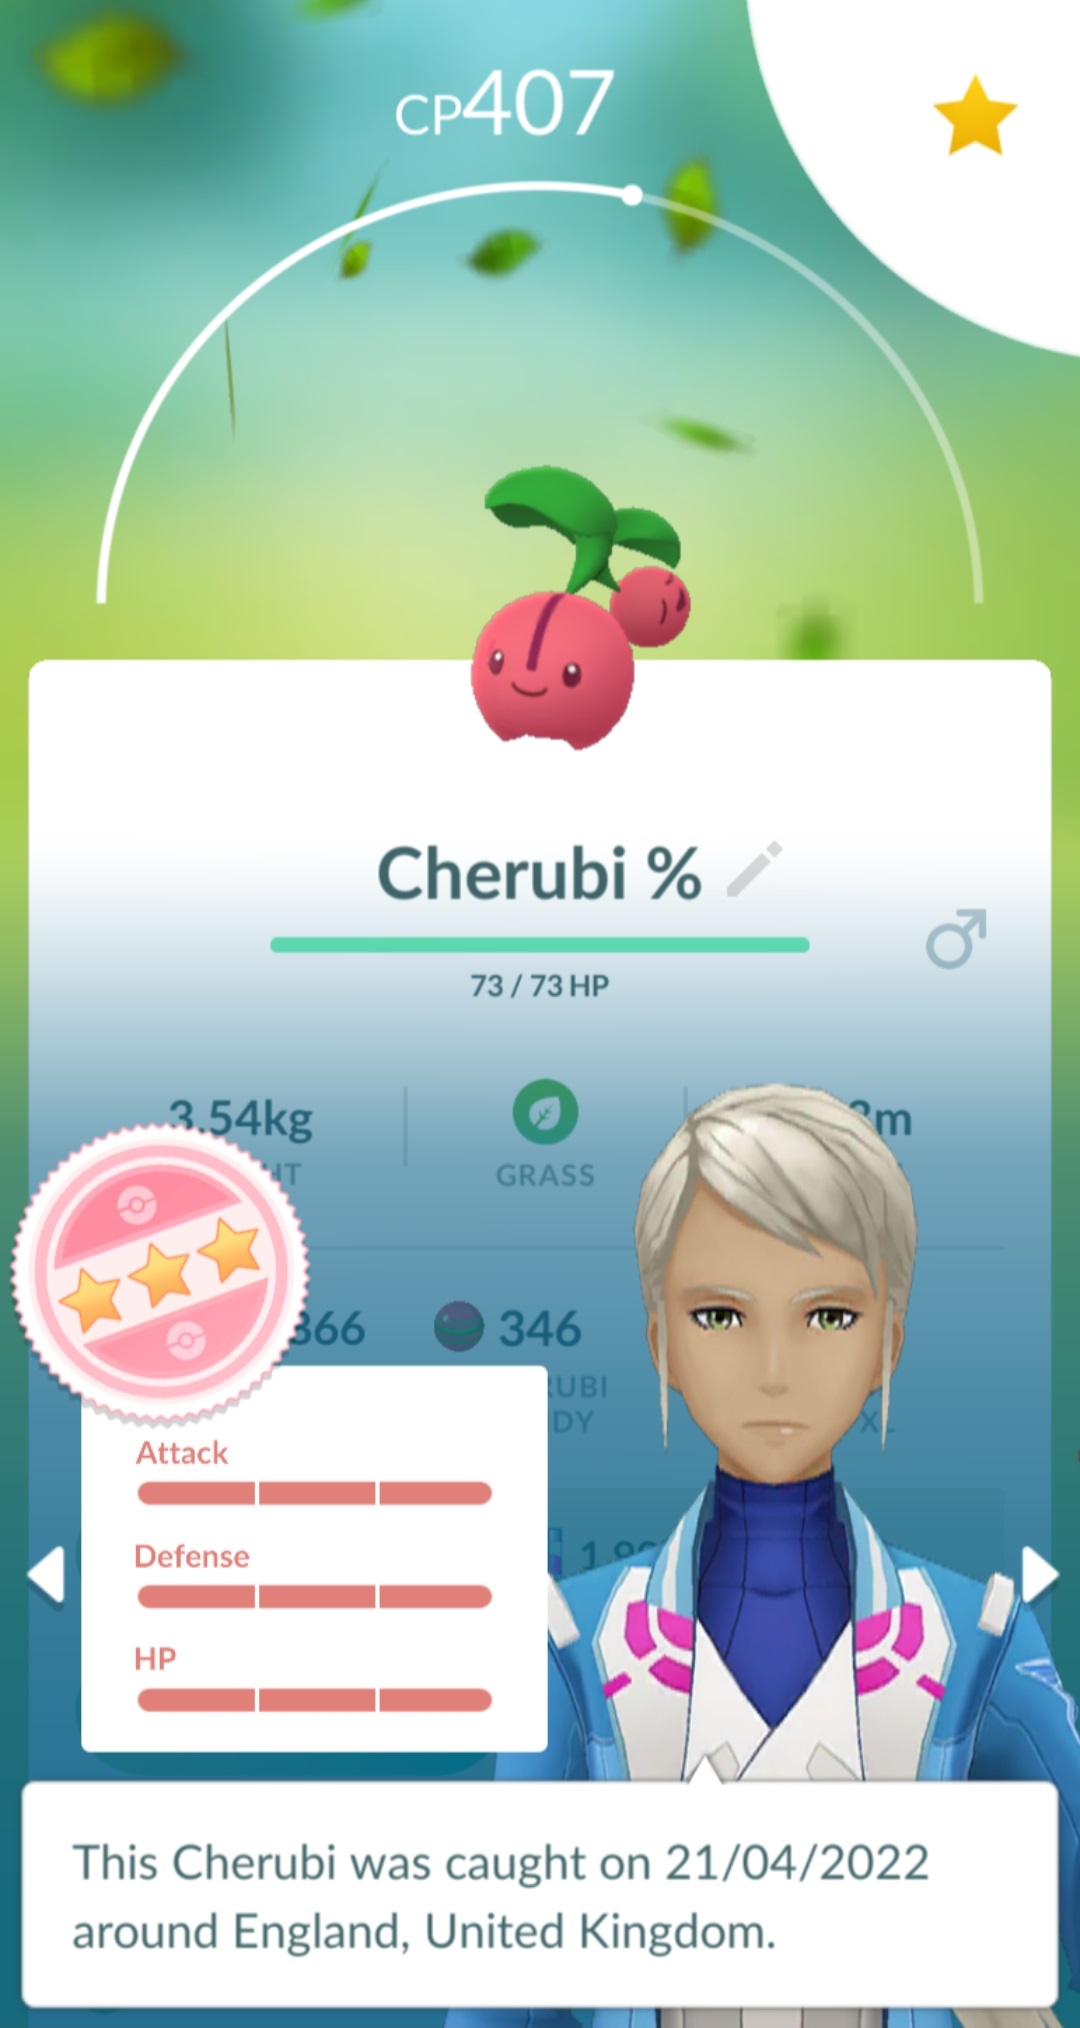 CP407
Cherubi %
73 / 73 HP
3.54kg
GRASS
346
Attack
Defense
HP
This Cherubi was caught on 21/04/2022
around England, United Kingdom.